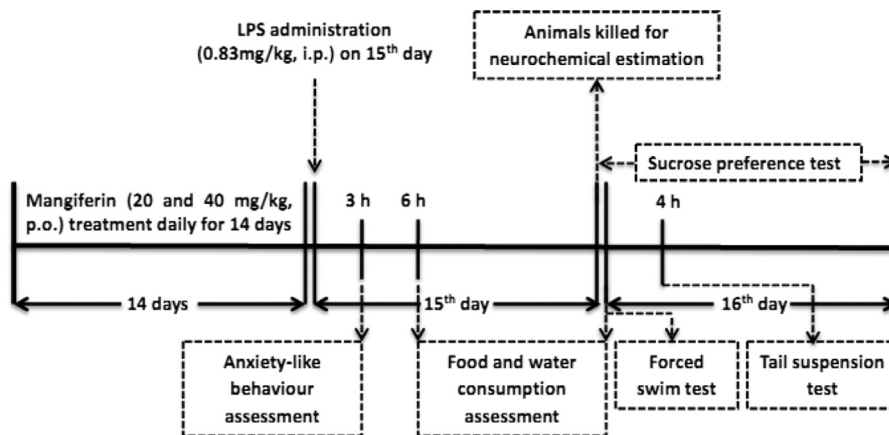 LPS administration
(0.83mg/kg, i.p.) on 15th day
Animals killed for
neurochemical estimation
Sucrose preference test
Mangiferin (20 and 40 mg/kg,
p.o.) treatment daily for 14 days
3 h
6 h
4 h
14 days
15th day
16th day
Anxiety-like
behaviour
assessment
Food and water
consumption
assessment
Forced
swim test
Tail suspension
test